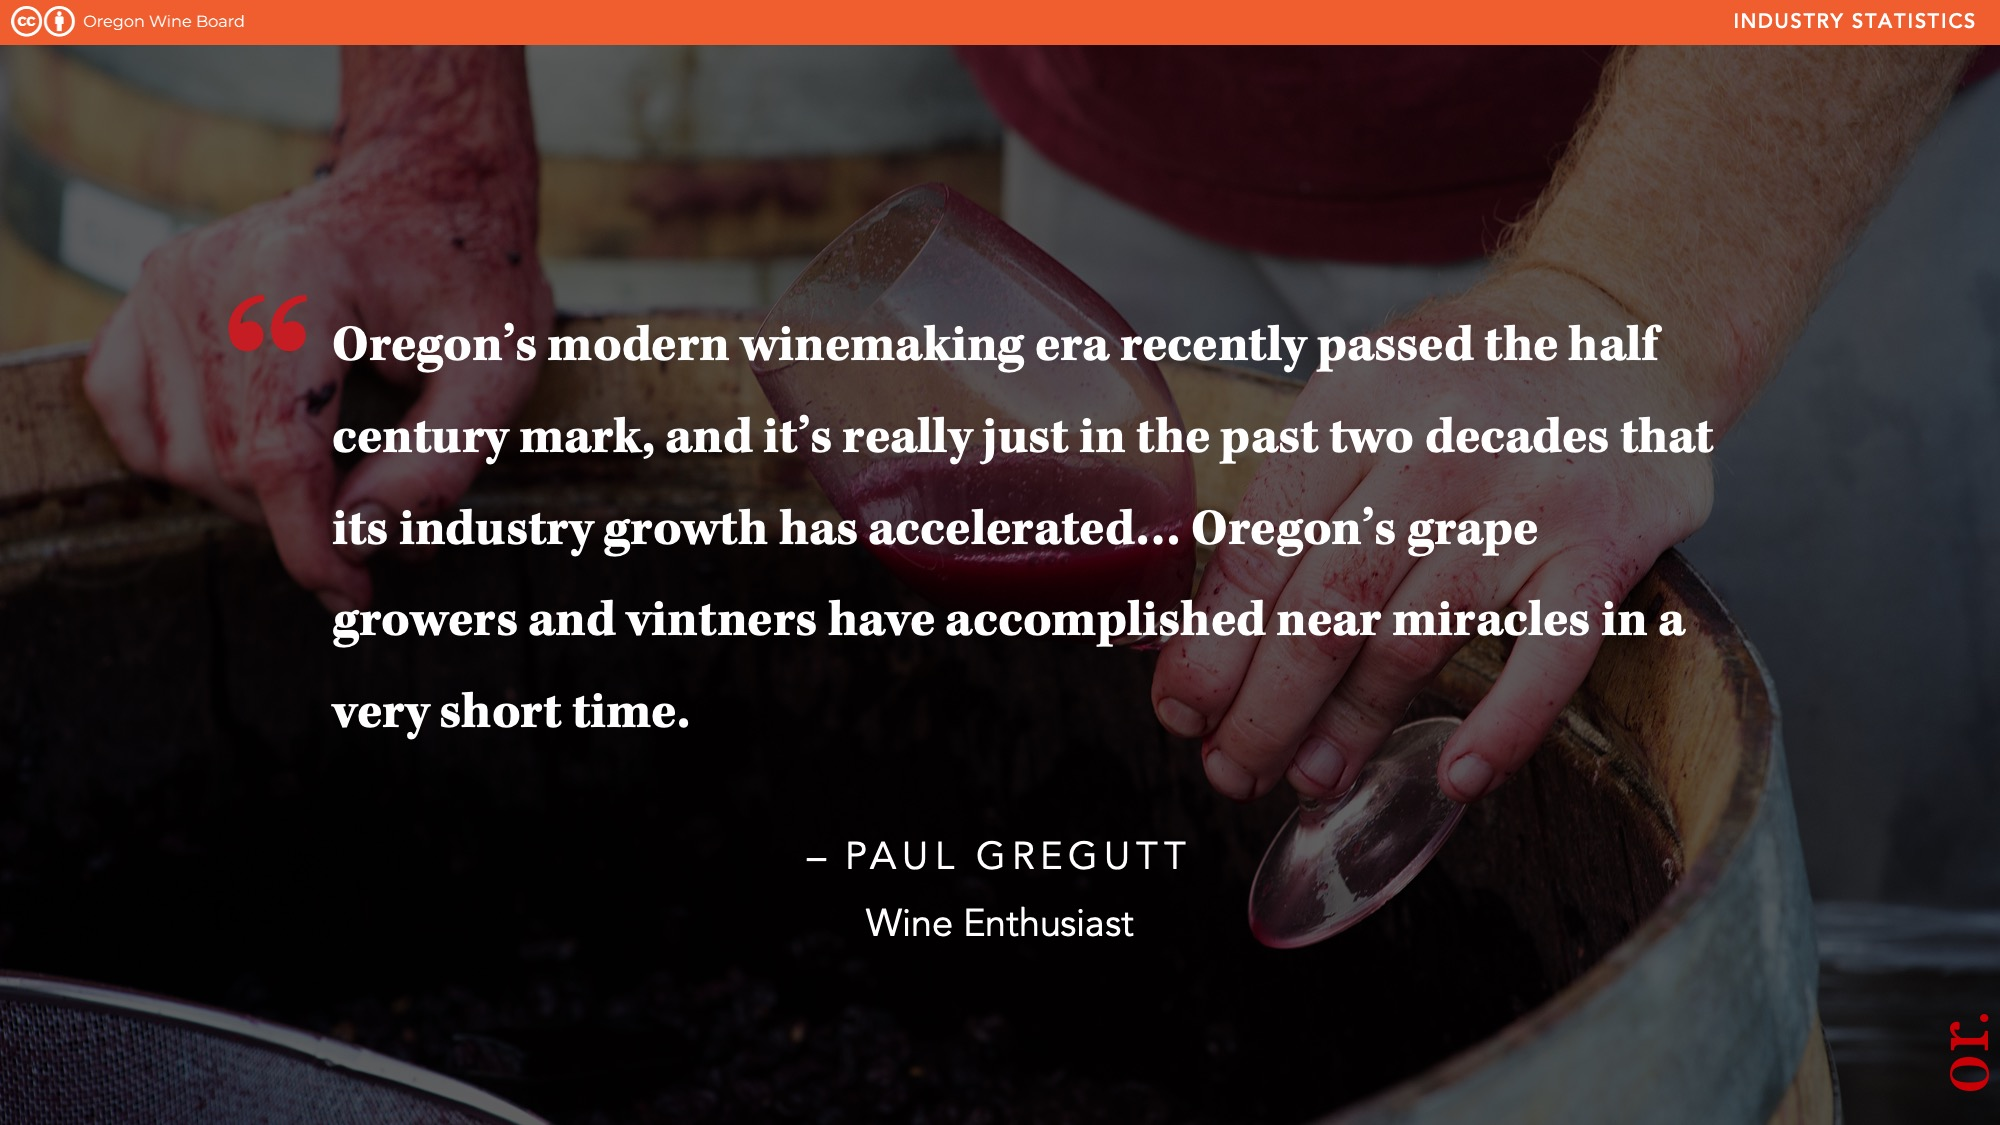 cc Oregon Wine Board
INDUSTRY STATISTICS
“ Oregon’s modern winemaking era recently passed the half
century mark, and it’s really just in the past two decades that
its industry growth has accelerated... Oregon’s grape
growers and vintners have accomplished near miracles in a
very short time.
– PAUL GREGUTT
Wine Enthusiast
or.